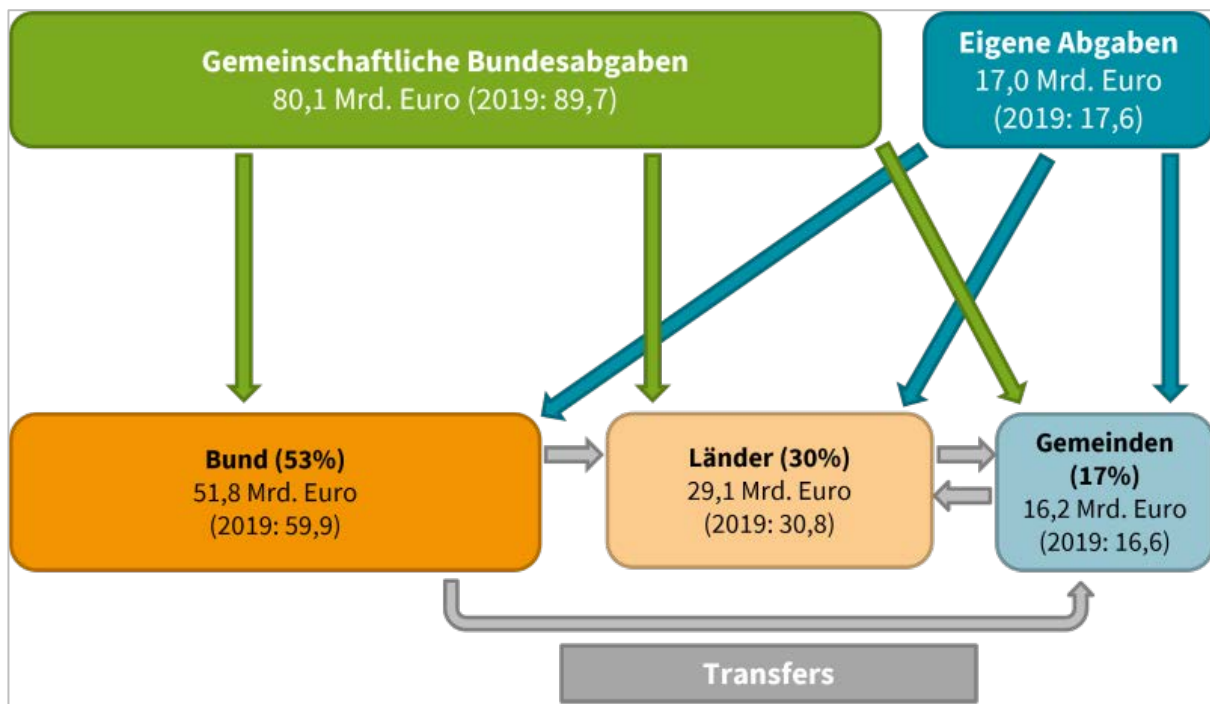 Gemeinschaftliche Bundesabgaben
80,1 Mrd. Euro (2019: 89,7)
Eigene Abgaben
17,0 Mrd. Euro
(2019: 17,6)
Bund (53%)
51,8 Mrd. Euro
(2019: 59,9)
Länder (30%)
29,1 Mrd. Euro
(2019: 30,8)
Gemeinden
(17%)
16,2 Mrd. Euro
(2019: 16,6)
Transfers